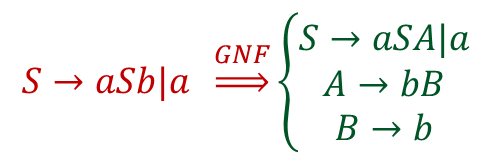 S → aSb|a
GNF
⟹
S → aSA|a
A → bB
B → b